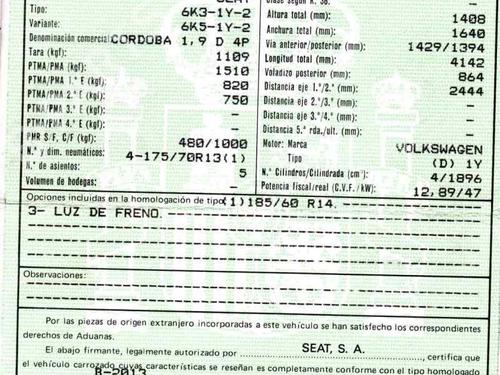 SEAT
Tipo: 6K3-1Y-2
Variante: 6K5-1Y-2
Denominación comercial CORDOBA 1,9 D 4P
Tara (kgf): 1109
PTMA/PMA (kgf): 1510
PTMA/PMA 1.º E (kgf): 820
PTMA/PMA 2.º E (kgf) 750
PTMA/PMA 3.º E (kgf): —
PTMA/PMA 4.º E (kgf): —
PMR S/F, C/F (kgf): 480/1000
N.º y dim. neumáticos: 4-175/70R13(1)
N.º de asientos: 5
Volumen de bodegas: —
Clase según R. 36. —
Altura total (mm): 1408
Anchura total (mm): 1640
Vía anterior/posterior (mm): 1429/1394
Longitud total (mm): 4142
Voladizo posterior (mm): 864
Distancia eje 1.º/2.º (mm): 2444
Distancia eje 2.º/3.º (mm): —
Distancia eje 3.º/4.º (mm): —
Distancia 5.ª rda./ult. (mm): —
Motor: Marca VOLKSWAGEN
Tipo (D) 1Y
N.º Cilindros/Cilindrada (cm³): 4/1896
Potencia fiscal/real (C.V.F./kW): 12,89/47
Opciones incluidas en la homologación de tipo: (1)185/60 R14.
3- LUZ DE FRENO.
Observaciones:
Por las piezas de origen extranjero incorporadas a este vehículo se han satisfecho los correspondientes
derechos de Aduanas.
El abajo firmante, legalmente autorizado por SEAT, S. A. , certifica que
el vehículo carrozado cuyas características se reseñan es completamente conforme con el tipo homologado
B-2013